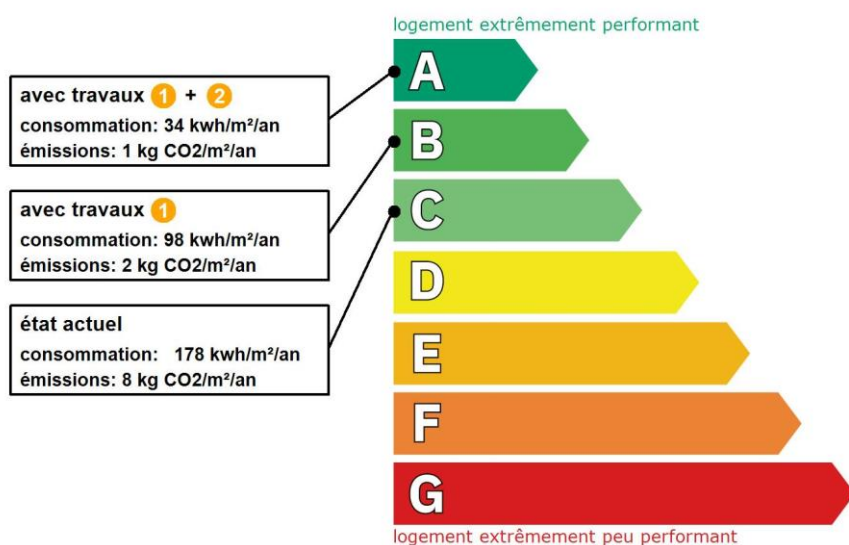 logement extrêmement performant
avec travaux 1 + 2
consommation: 34 kwh/m²/an
émissions: 1 kg CO2/m²/an
avec travaux 1
consommation: 98 kwh/m²/an
émissions: 2 kg CO2/m²/an
état actuel
consommation: 178 kwh/m²/an
émissions: 8 kg CO2/m²/an
A
B
C
D
E
F
G
logement extrêmement peu performant